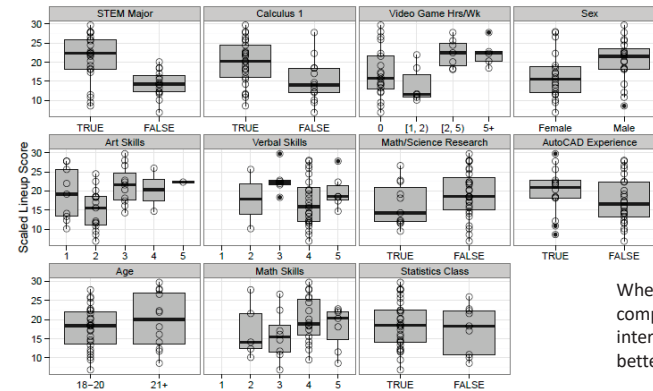 STEM Major Calculus 1 Video Game Hrs/Wk Sex
30
25
20
15
10
TRUE FALSE TRUE FALSE 0 [1, 2) [2, 5) 5+ Female Male
Art Skills Verbal Skills Math/Science Research AutoCAD Experience
Scaled Lineup Score
30
25
20
15
10
1 2 3 4 5 1 2 3 4 5 TRUE FALSE TRUE FALSE
Age Math Skills Statistics Class
30
25
20
15
10
18-20 21+ 1 2 3 4 5 TRUE FALSE
Whe
comp
inter
bette